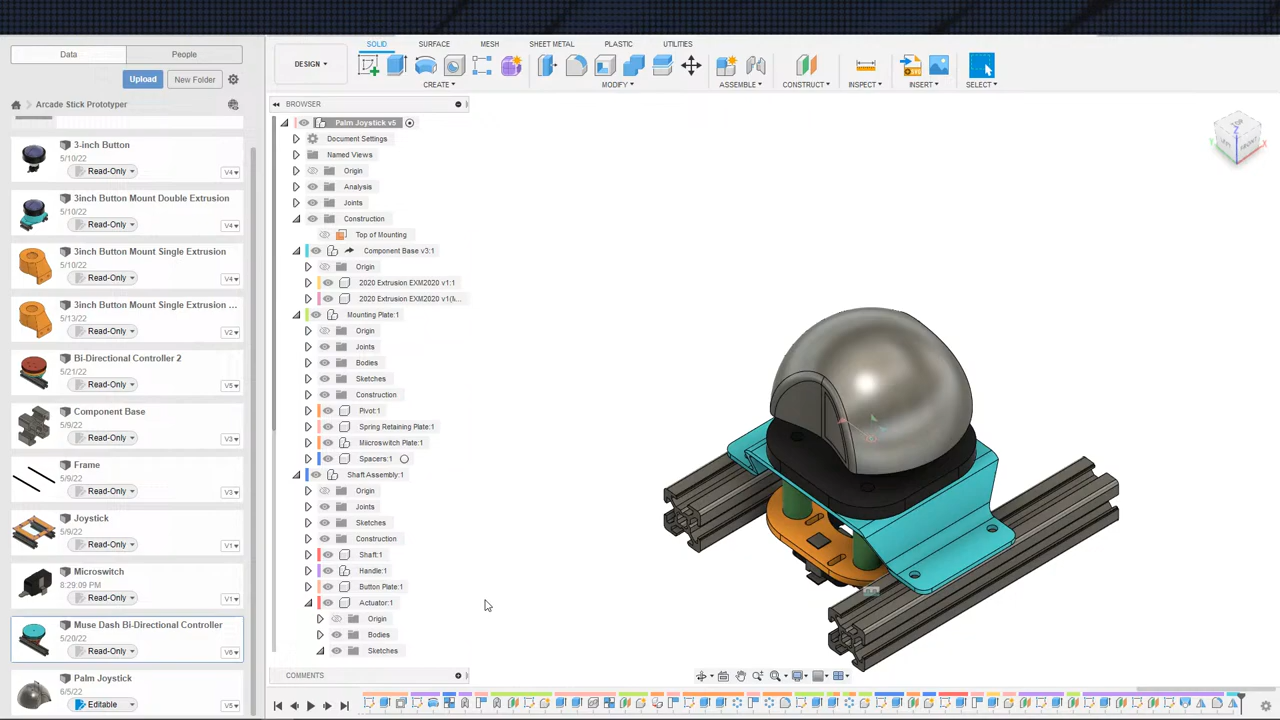 Data
People
Upload
New Folder
Arcade Stick Prototyper
3-inch Button
5/10/22
Read-Only
V4
3inch Button Mount Double Extrusion
5/10/22
Read-Only
V4
3inch Button Mount Single Extrusion
5/10/22
Read-Only
V4
3inch Button Mount Single Extrusion ...
5/13/22
Read-Only
V2
Bi-Directional Controller 2
5/21/22
Read-Only
V5
Component Base
5/9/22
Read-Only
V3
Frame
5/9/22
Read-Only
V3
Joystick
5/9/22
Read-Only
V1
Microswitch
8:29:09 PM
Read-Only
V1
Muse Dash Bi-Directional Controller
5/20/22
Read-Only
V6
Palm Joystick
6/5/22
Editable
DESIGN
SOLID
SURFACE
MESH
SHEET METAL
PLASTIC
UTILITIES
CREATE
MODIFY
ASSEMBLE
CONSTRUCT
INSPECT
INSERT
SELECT
BROWSER
Palm Joystick v5
Document Settings
Named Views
Origin
Analysis
Joints
Construction
Top of Mounting
Component Base v3:1
Origin
2020 Extrusion EXM2020 v1:1
2020 Extrusion EXM2020 v1(M...
Mounting Plate:1
Origin
Joints
Bodies
Sketches
Construction
Pivot:1
Spring Retaining Plate:1
Miicroswitch Plate:1
Spacers:1
Shaft Assembly:1
Origin
Joints
Sketches
Construction
Shaft:1
Handle:1
Button Plate:1
Actuator:1
Origin
Bodies
Sketches
COMMENTS